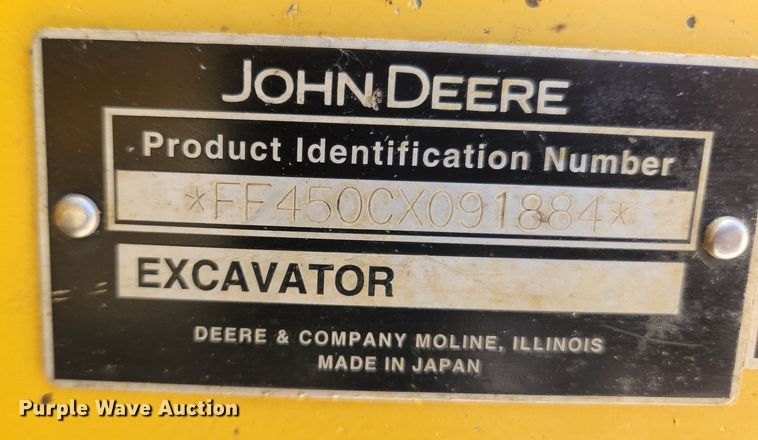 JOHN DEERE
Product Identification Number
*FF450CX091884*
EXCAVATOR
DEERE & COMPANY MOLINE, ILLINOIS
MADE IN JAPAN
Purple Wave Auction